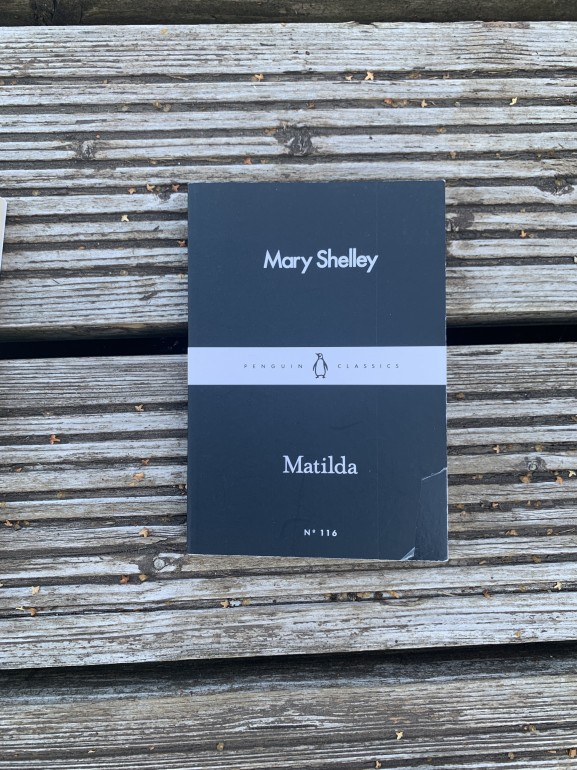 Mary Shelley
PENGUIN CLASSICS
Matilda
Nº 116